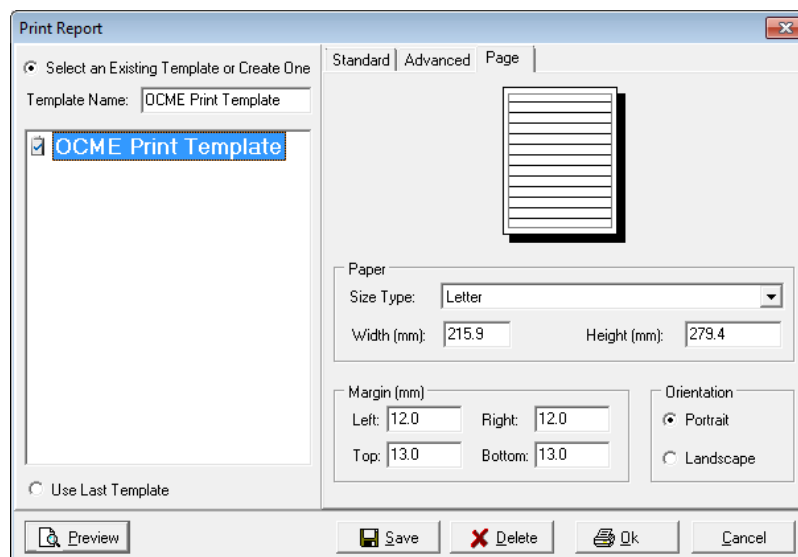 Print Report
Select an Existing Template or Create One
Template Name: OCME Print Template
OCME Print Template
Use Last Template
Standard Advanced Page
Paper
Size Type: Letter
Width (mm): 215.9 Height (mm): 279.4
Margin (mm)
Left: 12.0 Right: 12.0
Top: 13.0 Bottom: 13.0
Orientation
Portrait
Landscape
Preview Save Delete Ok Cancel